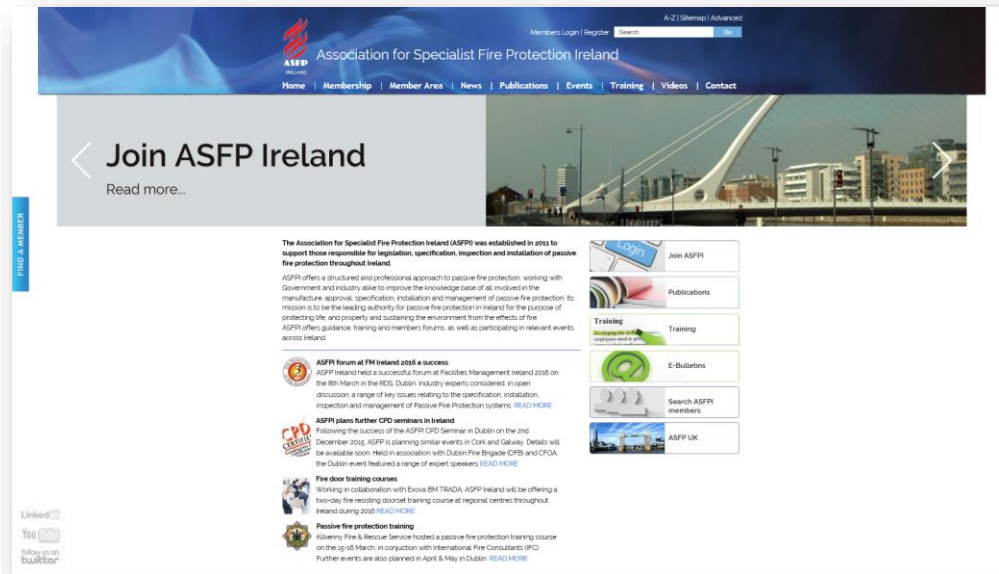 A-Z | Sitemap | Advanced
Members Login | Register Search Go
ASFP
IRELAND
Association for Specialist Fire Protection Ireland
Home | Membership | Member Area | News | Publications | Events | Training | Videos | Contact
Join ASFP Ireland
Read more...
FIND A MEMBER
The Association for Specialist Fire Protection Ireland (ASFPI) was established in 2011 to
support those responsible for legislation, specification, inspection and installation of passive
fire protection throughout Ireland.
ASFPI offers a structured and professional approach to passive fire protection, working with
Government and industry alike to improve the knowledge base of all involved in the
manufacture, approval, specification, installation and management of passive fire protection. Its
mission is to be the leading authority for passive fire protection in Ireland for the purpose of
protecting life, and property and sustaining the environment from the effects of fire.
ASFPI offers guidance, training and members forums, as well as participating in relevant events
across Ireland.
ASFPI forum at FM Ireland 2016 a success
ASFP Ireland held a successful forum at Facilities Management Ireland 2016 on
the 8th March in the RDS, Dublin. Industry experts considered, in open
discussion, a range of key issues relating to the specification, installation,
inspection and management of Passive Fire Protection systems. READ MORE
ASFPI plans further CPD seminars in Ireland
Following the success of the ASFPI CPD Seminar in Dublin on the 2nd
December 2015, ASFP is planning similar events in Cork and Galway. Details will
be available soon. Held in association with Dublin Fire Brigade (DFB) and CFOA,
the Dublin event featured a range of expert speakers READ MORE
CPD
CERTIFIED
Fire door training courses
Working in collaboration with Exova BM TRADA, ASFP Ireland will be offering a
two-day fire resisting doorset training course at regional centres throughout
Ireland during 2016 READ MORE
Passive fire protection training
Kilkenny Fire & Rescue Service hosted a passive fire protection training course
on the 15-16 March, in conjuction with International Fire Consultants (IFC)
Further events are also planned in April & May in Dublin. READ MORE
Login
Join ASFPI
Publications
Training
Training
E-Bulletins
Search ASFPI
members
ASFP UK
Linked in
You Tube
follow us on
twitter